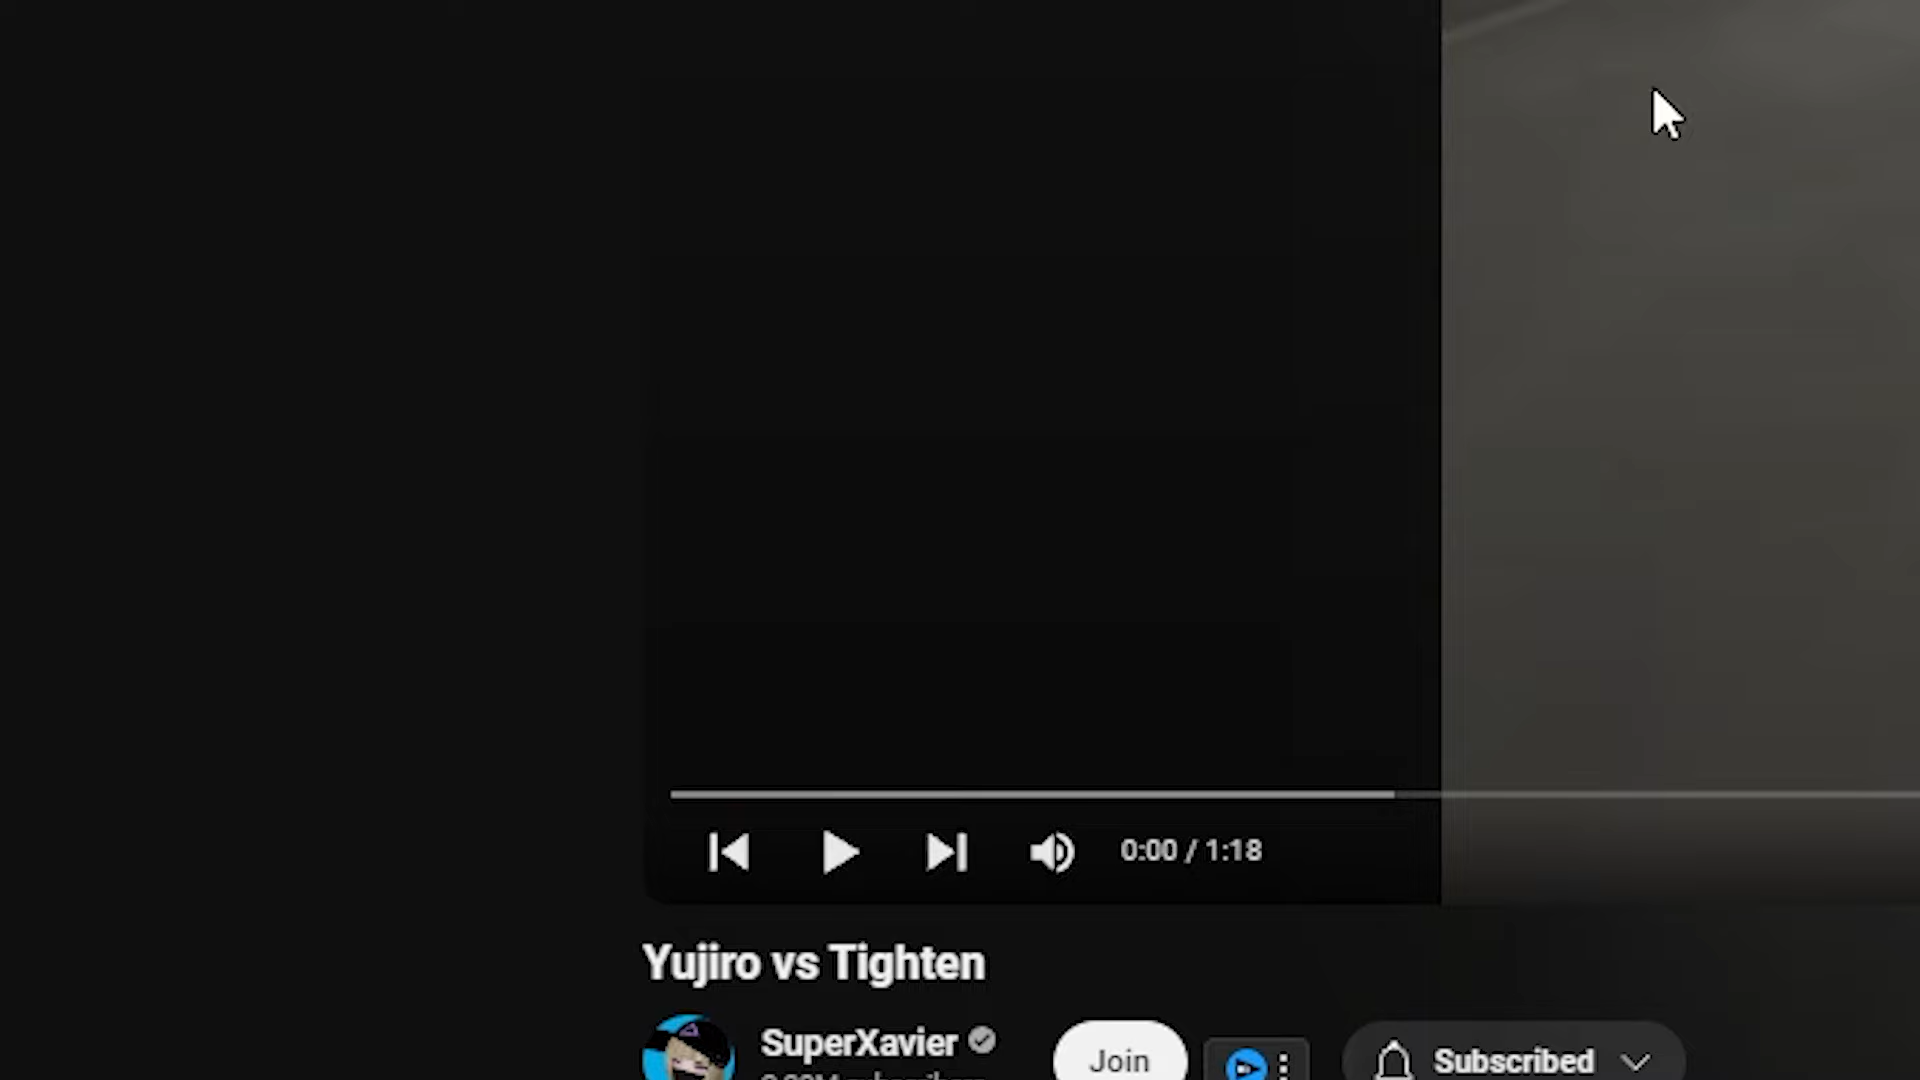 0:00 / 1:18
Yujiro vs Tighten
SuperXavier
Join
Subscribed